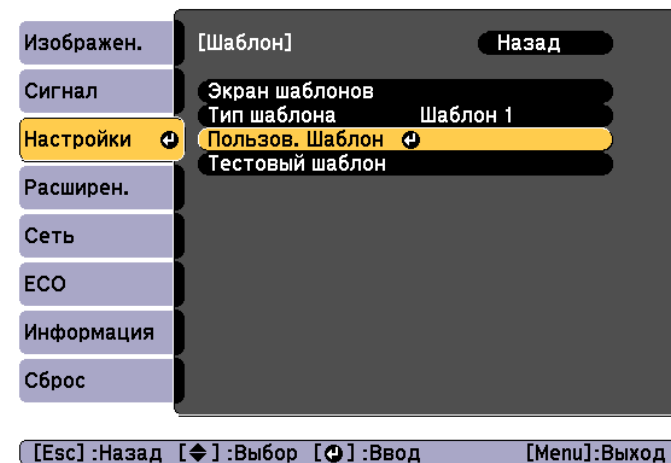 Изображен.
Сигнал
Настройки
Расширен.
Сеть
ECO
Информация
Сброс
[Шаблон] Назад
Экран шаблонов
Тип шаблона Шаблон 1
Пользов. Шаблон
Тестовый шаблон
[Esc] :Назад [ ] :Выбор [ ] :Ввод [Menu]:Выход